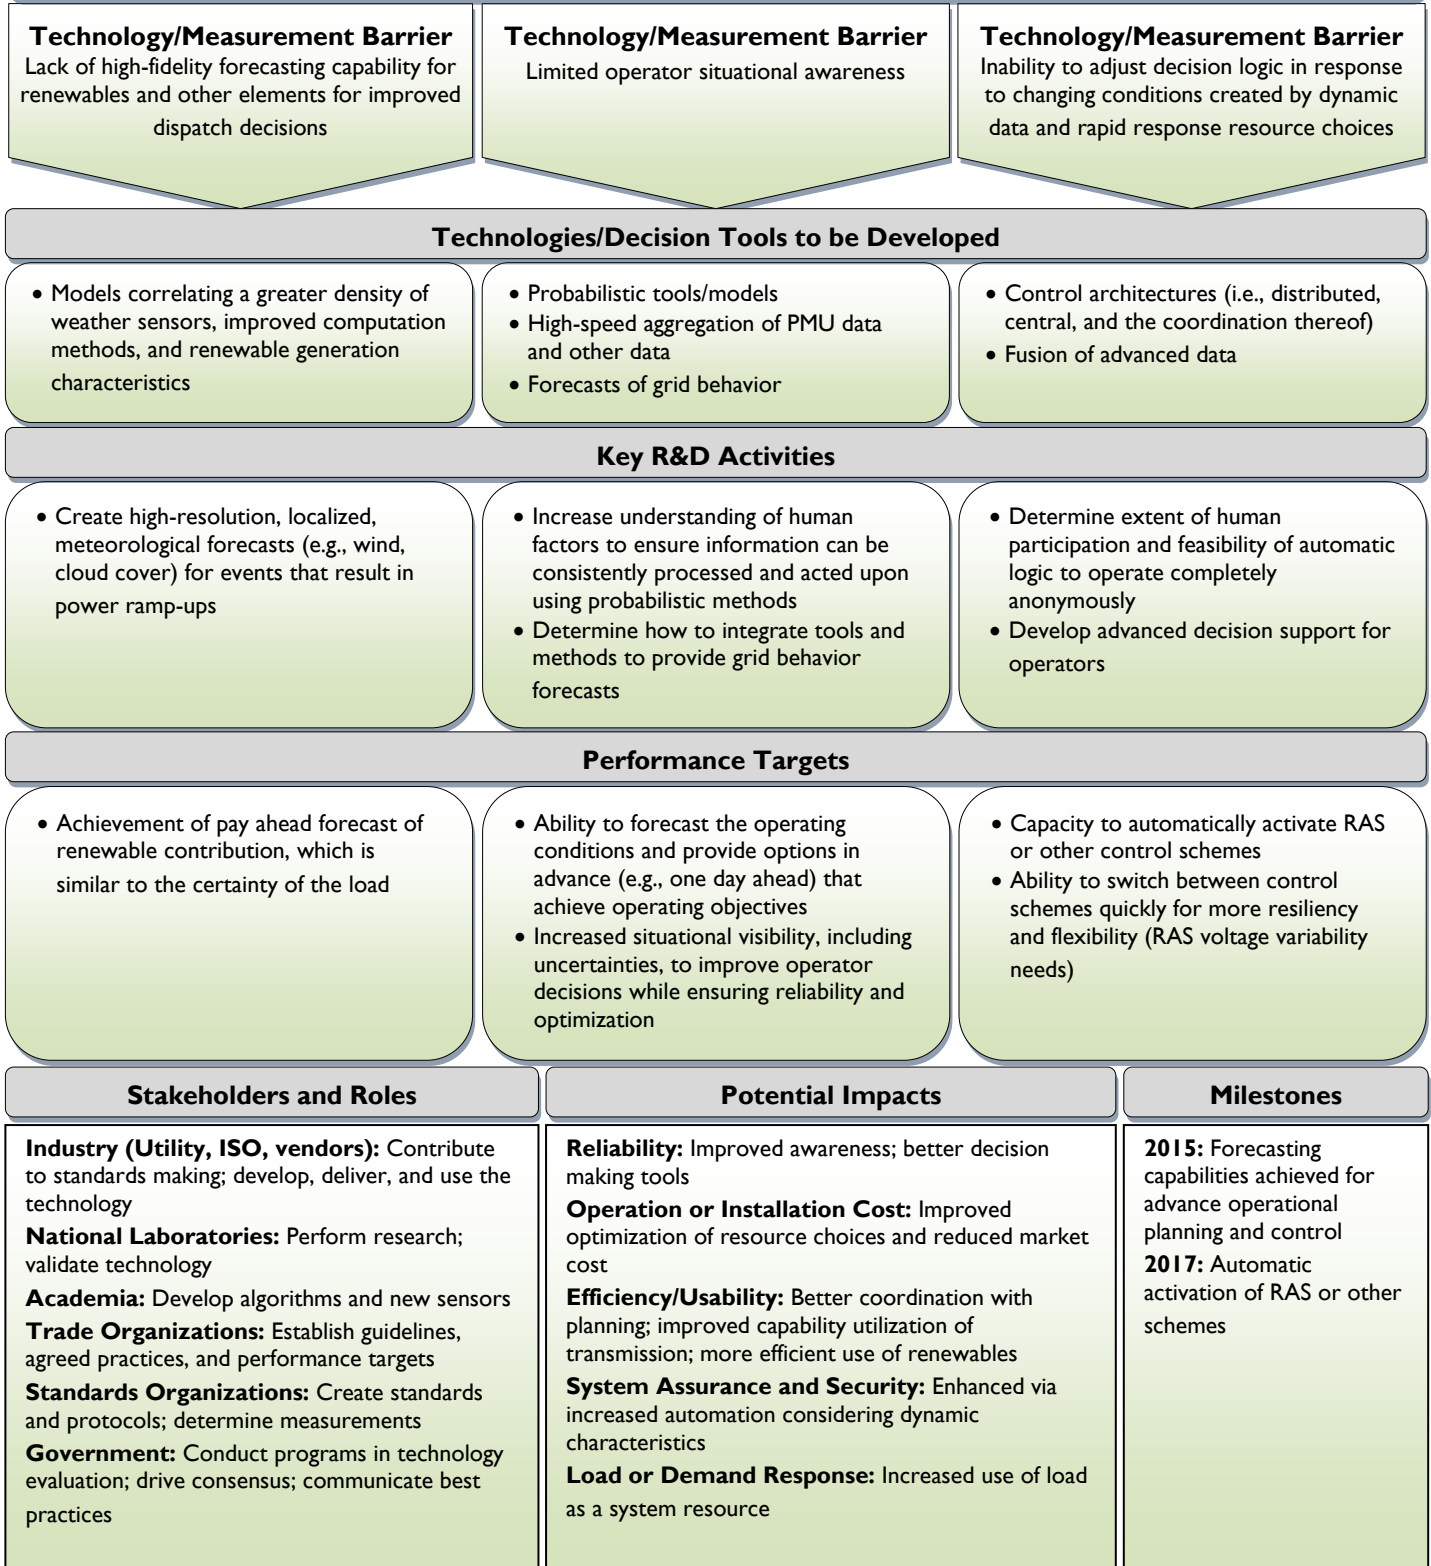 Technology/Measurement Barrier
Lack of high-fidelity forecasting capability for
renewables and other elements for improved
dispatch decisions
Technology/Measurement Barrier
Limited operator situational awareness
Technology/Measurement Barrier
Inability to adjust decision logic in response
to changing conditions created by dynamic
data and rapid response resource choices
Technologies/Decision Tools to be Developed
• Models correlating a greater density of
weather sensors, improved computation
methods, and renewable generation
characteristics
• Probabilistic tools/models
• High-speed aggregation of PMU data
and other data
• Forecasts of grid behavior
• Control architectures (i.e., distributed,
central, and the coordination thereof)
• Fusion of advanced data
Key R&D Activities
• Create high-resolution, localized,
meteorological forecasts (e.g., wind,
cloud cover) for events that result in
power ramp-ups
• Increase understanding of human
factors to ensure information can be
consistently processed and acted upon
using probabilistic methods
• Determine how to integrate tools and
methods to provide grid behavior
forecasts
• Determine extent of human
participation and feasibility of automatic
logic to operate completely
anonymously
• Develop advanced decision support for
operators
Performance Targets
• Achievement of pay ahead forecast of
renewable contribution, which is
similar to the certainty of the load
• Ability to forecast the operating
conditions and provide options in
advance (e.g., one day ahead) that
achieve operating objectives
• Increased situational visibility, including
uncertainties, to improve operator
decisions while ensuring reliability and
optimization
• Capacity to automatically activate RAS
or other control schemes
• Ability to switch between control
schemes quickly for more resiliency
and flexibility (RAS voltage variability
needs)
Stakeholders and Roles
Industry (Utility, ISO, vendors): Contribute
to standards making; develop, deliver, and use the
technology
National Laboratories: Perform research;
validate technology
Academia: Develop algorithms and new sensors
Trade Organizations: Establish guidelines,
agreed practices, and performance targets
Standards Organizations: Create standards
and protocols; determine measurements
Government: Conduct programs in technology
evaluation; drive consensus; communicate best
practices
Potential Impacts
Reliability: Improved awareness; better decision
making tools
Operation or Installation Cost: Improved
optimization of resource choices and reduced market
cost
Efficiency/Usability: Better coordination with
planning; improved capability utilization of
transmission; more efficient use of renewables
System Assurance and Security: Enhanced via
increased automation considering dynamic
characteristics
Load or Demand Response: Increased use of load
as a system resource
Milestones
2015: Forecasting
capabilities achieved for
advance operational
planning and control
2017: Automatic
activation of RAS or other
schemes